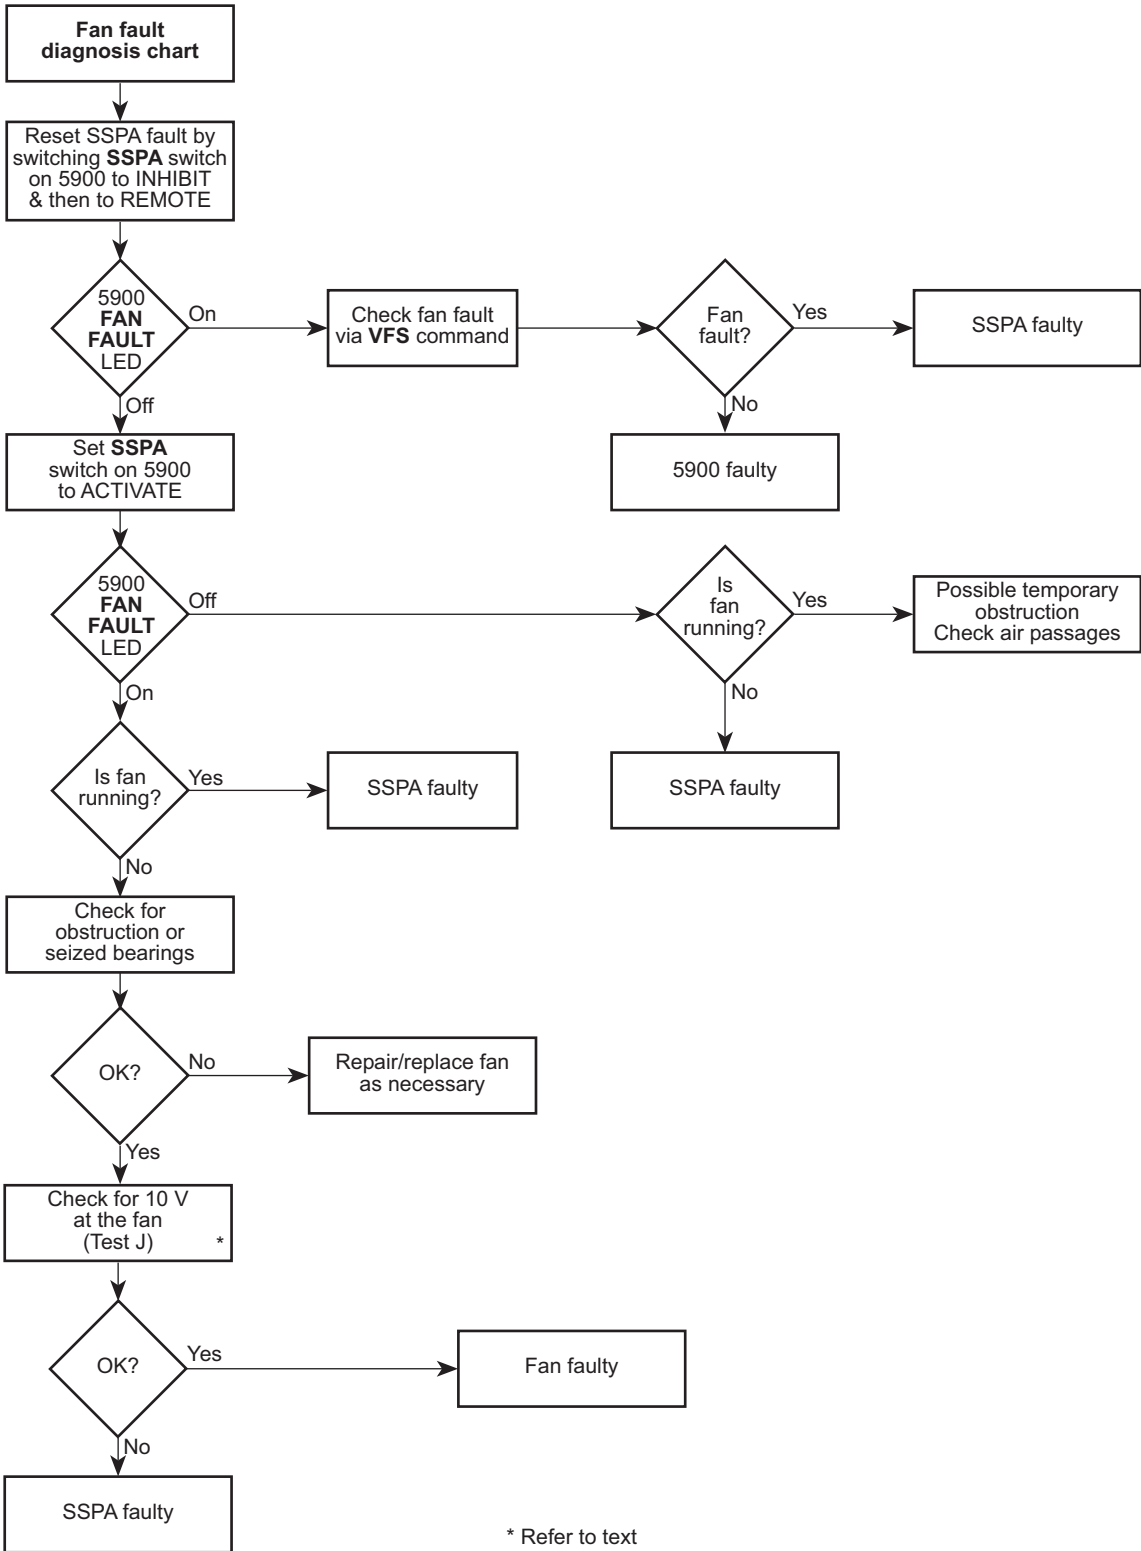 Fan fault
diagnosis chart
Reset SSPA fault by
switching SSPA switch
on 5900 to INHIBIT
& then to REMOTE
5900
FAN
FAULT
LED
On
Check fan fault
via VFS command
Fan
fault?
Yes
SSPA faulty
Off
No
Set SSPA
switch on 5900
to ACTIVATE
5900 faulty
5900
FAN
FAULT
LED
Off
Is
fan
running?
Yes
Possible temporary
obstruction
Check air passages
On
No
Is fan
running?
Yes
SSPA faulty
SSPA faulty
No
Check for
obstruction or
seized bearings
OK?
No
Repair/replace fan
as necessary
Yes
Check for 10 V
at the fan
(Test J) *
OK?
Yes
Fan faulty
No
SSPA faulty
* Refer to text